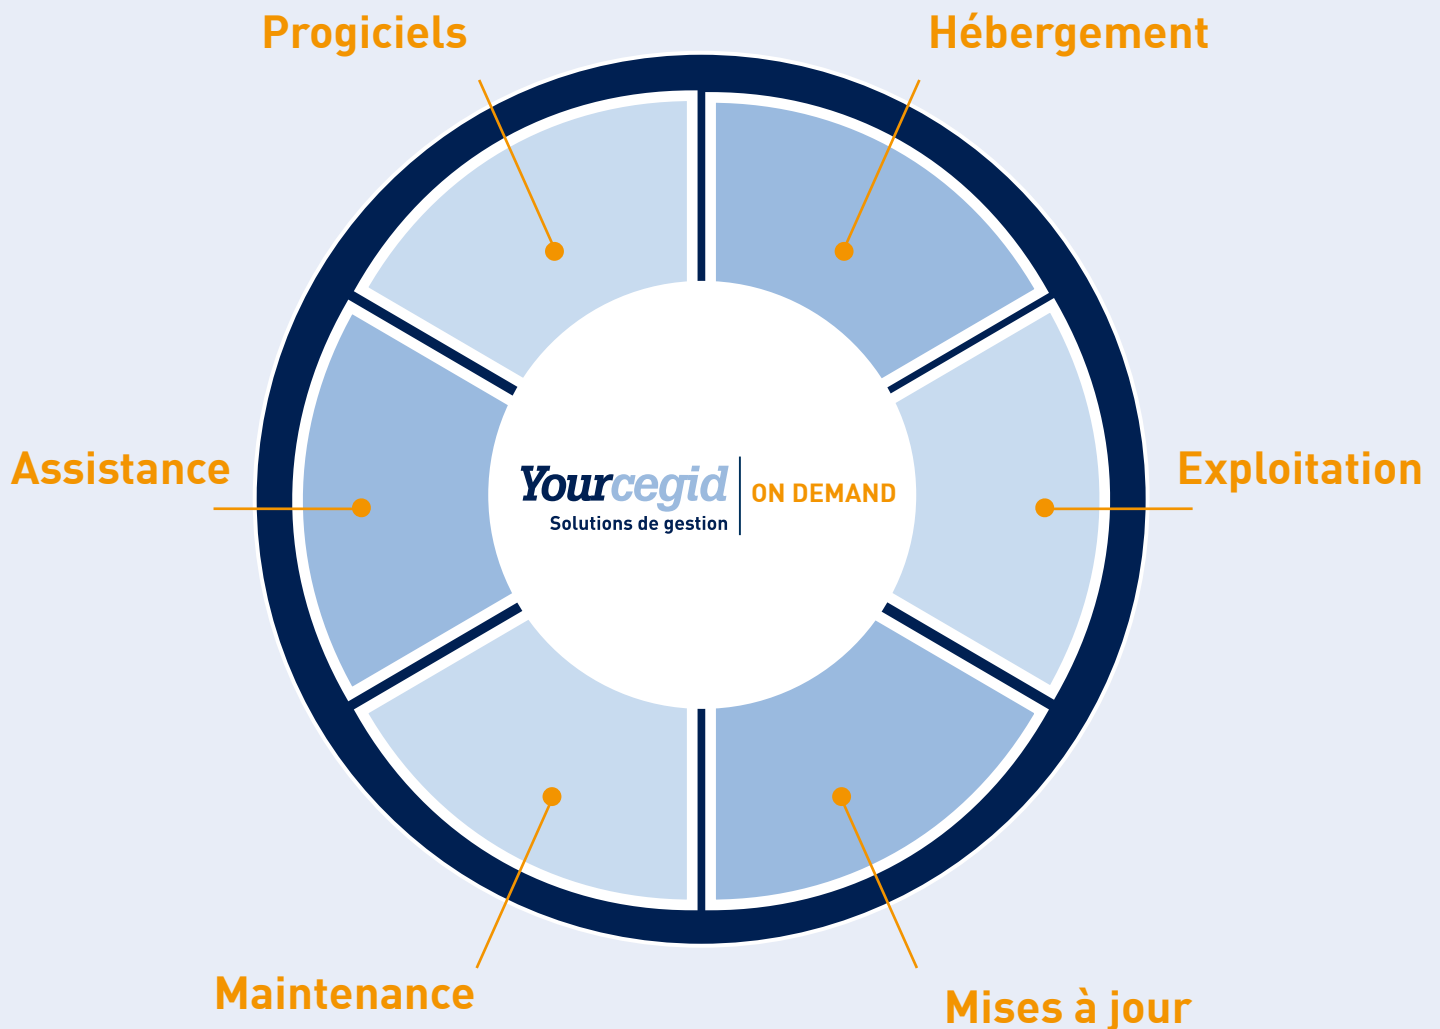 Progiciels
Hébergement
Assistance
Exploitation
Yourcegid
ON DEMAND
Solutions de gestion
Maintenance
Mises à jour